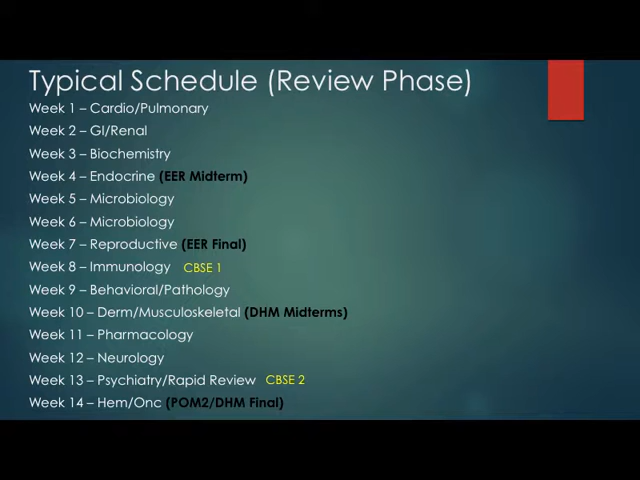 Typical Schedule (Review Phase)
Week 1 – Cardio/Pulmonary
Week 2 – GI/Renal
Week 3 – Biochemistry
Week 4 – Endocrine (EER Midterm)
Week 5 – Microbiology
Week 6 – Microbiology
Week 7 – Reproductive (EER Final)
Week 8 – Immunology CBSE 1
Week 9 – Behavioral/Pathology
Week 10 – Derm/Musculoskeletal (DHM Midterms)
Week 11 – Pharmacology
Week 12 – Neurology
Week 13 – Psychiatry/Rapid Review CBSE 2
Week 14 – Hem/Onc (POM2/DHM Final)